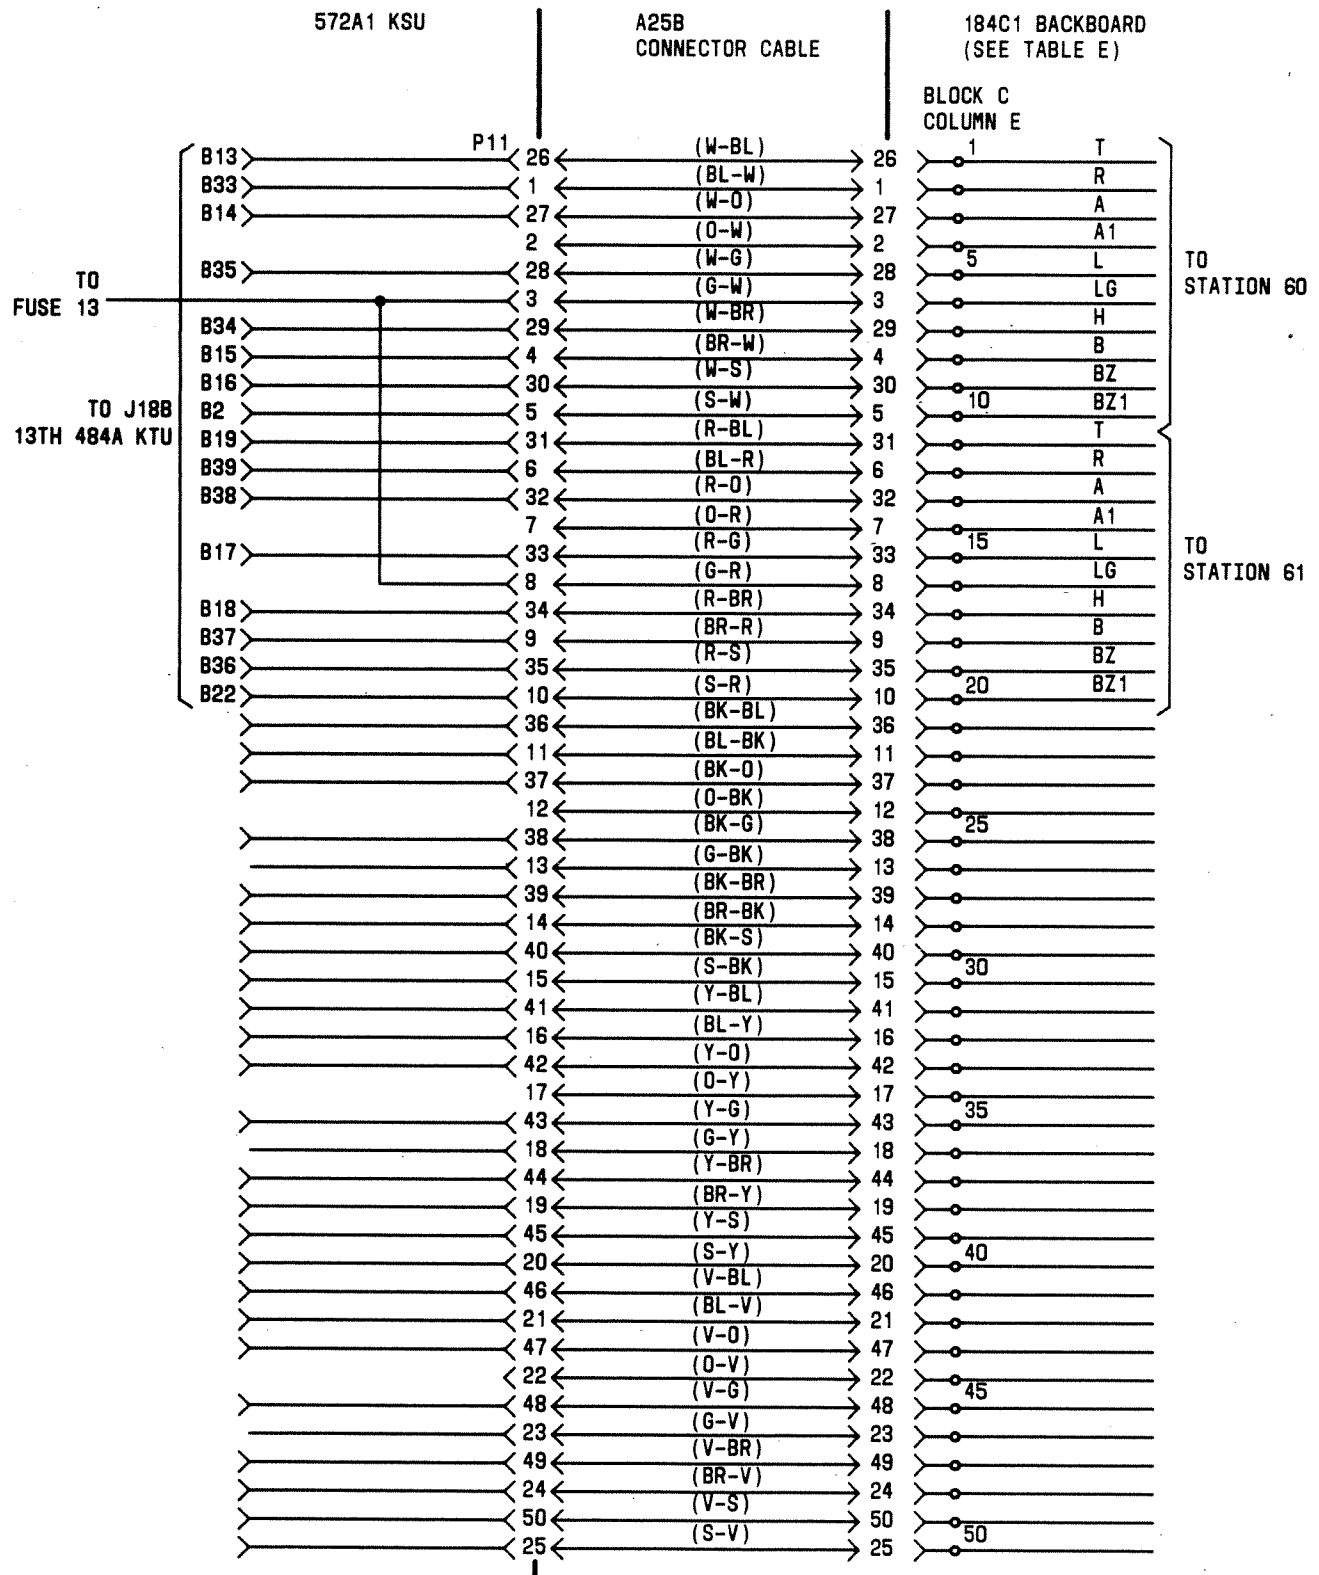 572A1 KSU A25B 184C1 BACKBOARD
CONNECTOR CABLE (SEE TABLE E)
BLOCK C
COLUMN E
P11
B13 26 (W-BL) 26 1 T
B33 1 (BL-W) 1 R
B14 27 (W-O) 27 A
2 (O-W) 2 A1
B35 28 (W-G) 28 5 L
TO FUSE 13 3 (G-W) 3 LG
B34 29 (W-BR) 29 H
B15 4 (BR-W) 4 B
B16 30 (W-S) 30 BZ
B2 5 (S-W) 5 10 BZ1
TO STATION 60
TO J18B
13TH 484A KTU
B19 31 (R-BL) 31 T
B39 6 (BL-R) 6 R
B38 32 (R-O) 32 A
7 (O-R) 7 A1
B17 33 (R-G) 33 15 L
8 (G-R) 8 LG
B18 34 (R-BR) 34 H
B37 9 (BR-R) 9 B
B36 35 (R-S) 35 BZ
B22 10 (S-R) 10 20 BZ1
TO STATION 61
36 (BK-BL) 36
11 (BL-BK) 11
37 (BK-O) 37
12 (O-BK) 12
38 (BK-G) 38 25
13 (G-BK) 13
39 (BK-BR) 39
14 (BR-BK) 14
40 (BK-S) 40
15 (S-BK) 15 30
41 (Y-BL) 41
16 (BL-Y) 16
42 (Y-O) 42
17 (O-Y) 17
43 (Y-G) 43 35
18 (G-Y) 18
44 (Y-BR) 44
19 (BR-Y) 19
45 (Y-S) 45
20 (S-Y) 20 40
46 (V-BL) 46
21 (BL-V) 21
47 (V-O) 47
22 (O-V) 22
48 (V-G) 48 45
23 (G-V) 23
49 (V-BR) 49
24 (BR-V) 24
50 (V-S) 50
25 (S-V) 25 50